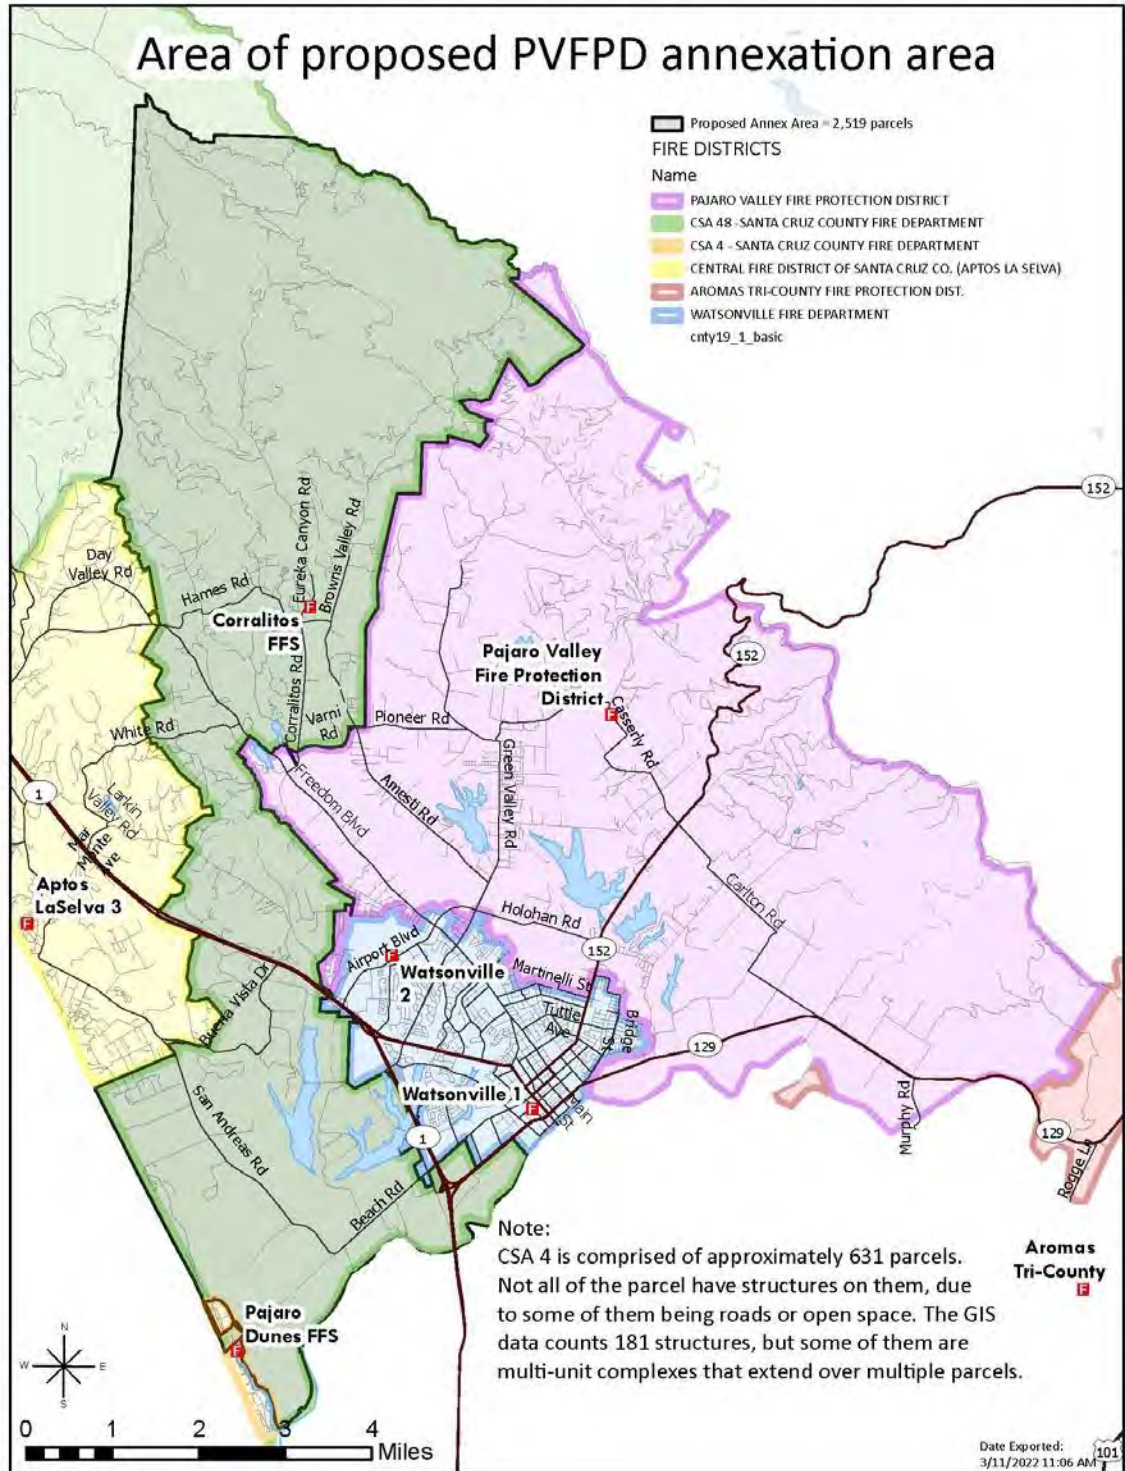 Area of proposed PVFPD annexation area
Proposed Annex Area = 2,519 parcels
FIRE DISTRICTS
Name
PAJARO VALLEY FIRE PROTECTION DISTRICT
CSA 48 -SANTA CRUZ COUNTY FIRE DEPARTMENT
CSA 4 - SANTA CRUZ COUNTY FIRE DEPARTMENT
CENTRAL FIRE DISTRICT OF SANTA CRUZ CO. (APTOS LA SELVA)
AROMAS TRI-COUNTY FIRE PROTECTION DIST.
WATSONVILLE FIRE DEPARTMENT
cnty19_1_basic
152
Day
Valley Rd
Hames Rd
Eureka Canyon Rd
Browns Valley Rd
F
Corralitos
FFS
Corralitos Rd
Varni
Rd
White Rd
Pioneer Rd
Pajaro Valley
Fire Protection
District
F
Casserly Rd
152
Green Valley Rd
Amesti Rd
Freedom Blvd
1
Larkin
Valley Rd
Mar
Monte
Ave
Aptos
LaSelva 3
F
Carlton Rd
Holohan Rd
152
Airport Blvd
F
Watsonville
2
Martinelli St
Tuttle
Ave
Bridge
St
Buena Vista Dr
129
Watsonville 1
F
Main
St
Murphy Rd
129
Rogge Ln
San Andreas Rd
1
Beach Rd
Note:
CSA 4 is comprised of approximately 631 parcels.
Not all of the parcel have structures on them, due
to some of them being roads or open space. The GIS
data counts 181 structures, but some of them are
multi-unit complexes that extend over multiple parcels.
Aromas
Tri-County
F
Pajaro
Dunes FFS
F
N
W E
S
0 1 2 3 4
Miles
Date Exported:
3/11/2022 11:06 AM
101